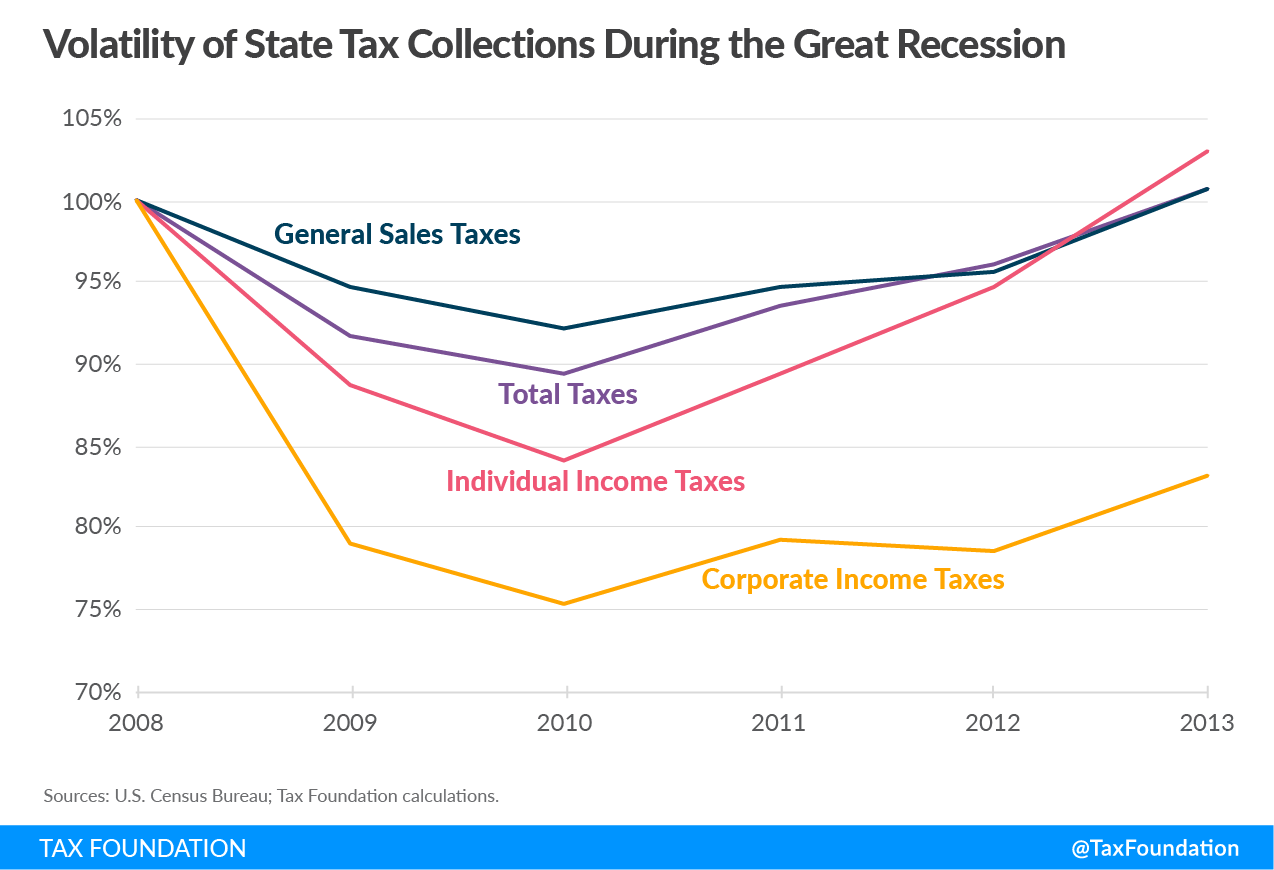 Volatility of State Tax Collections During the Great Recession
105%
100%
General Sales Taxes
95%
90%
Total Taxes
85%
Individual Income Taxes
80%
Corporate Income Taxes
75%
70%
2008 2009 2010 2011 2012 2013
Sources: U.S. Census Bureau; Tax Foundation calculations.
TAX FOUNDATION @TaxFoundation